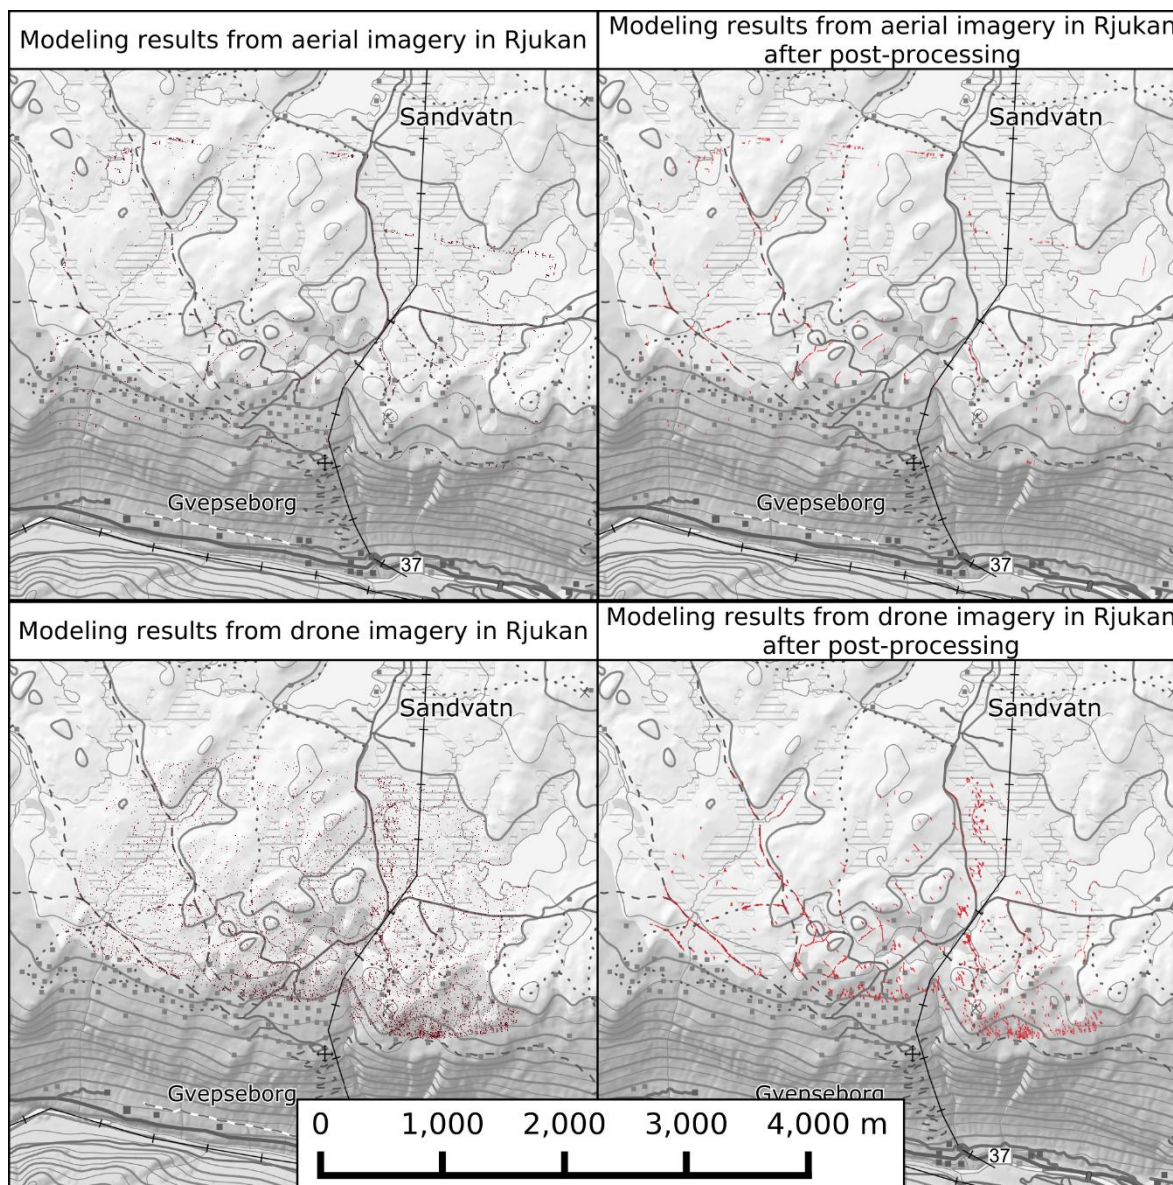 Modeling results from aerial imagery in Rjukan
Modeling results from aerial imagery in Rjukan
after post-processing
Sandvatn
Sandvatn
Gvepseborg
Gvepseborg
37
37
Modeling results from drone imagery in Rjukan
Modeling results from drone imagery in Rjukan
after post-processing
Sandvatn
Sandvatn
Gvepseborg
Gvepseborg
0 1,000 2,000 3,000 4,000 m
37